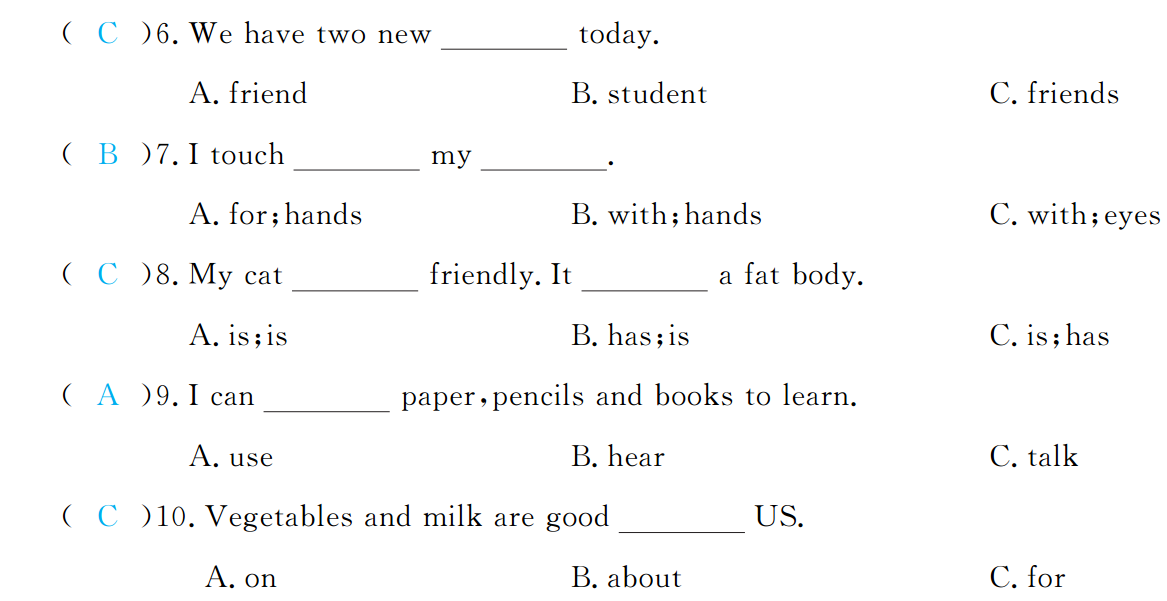 ( C )6. We have two new ________ today.
A. friend B. student C. friends
( B )7. I touch ________ my ________.
A. for;hands B. with;hands C. with;eyes
( C )8. My cat ________ friendly. It ________ a fat body.
A. is;is B. has;is C. is;has
( A )9. I can ________ paper,pencils and books to learn.
A. use B. hear C. talk
( C )10. Vegetables and milk are good ________ US.
A. on B. about C. for